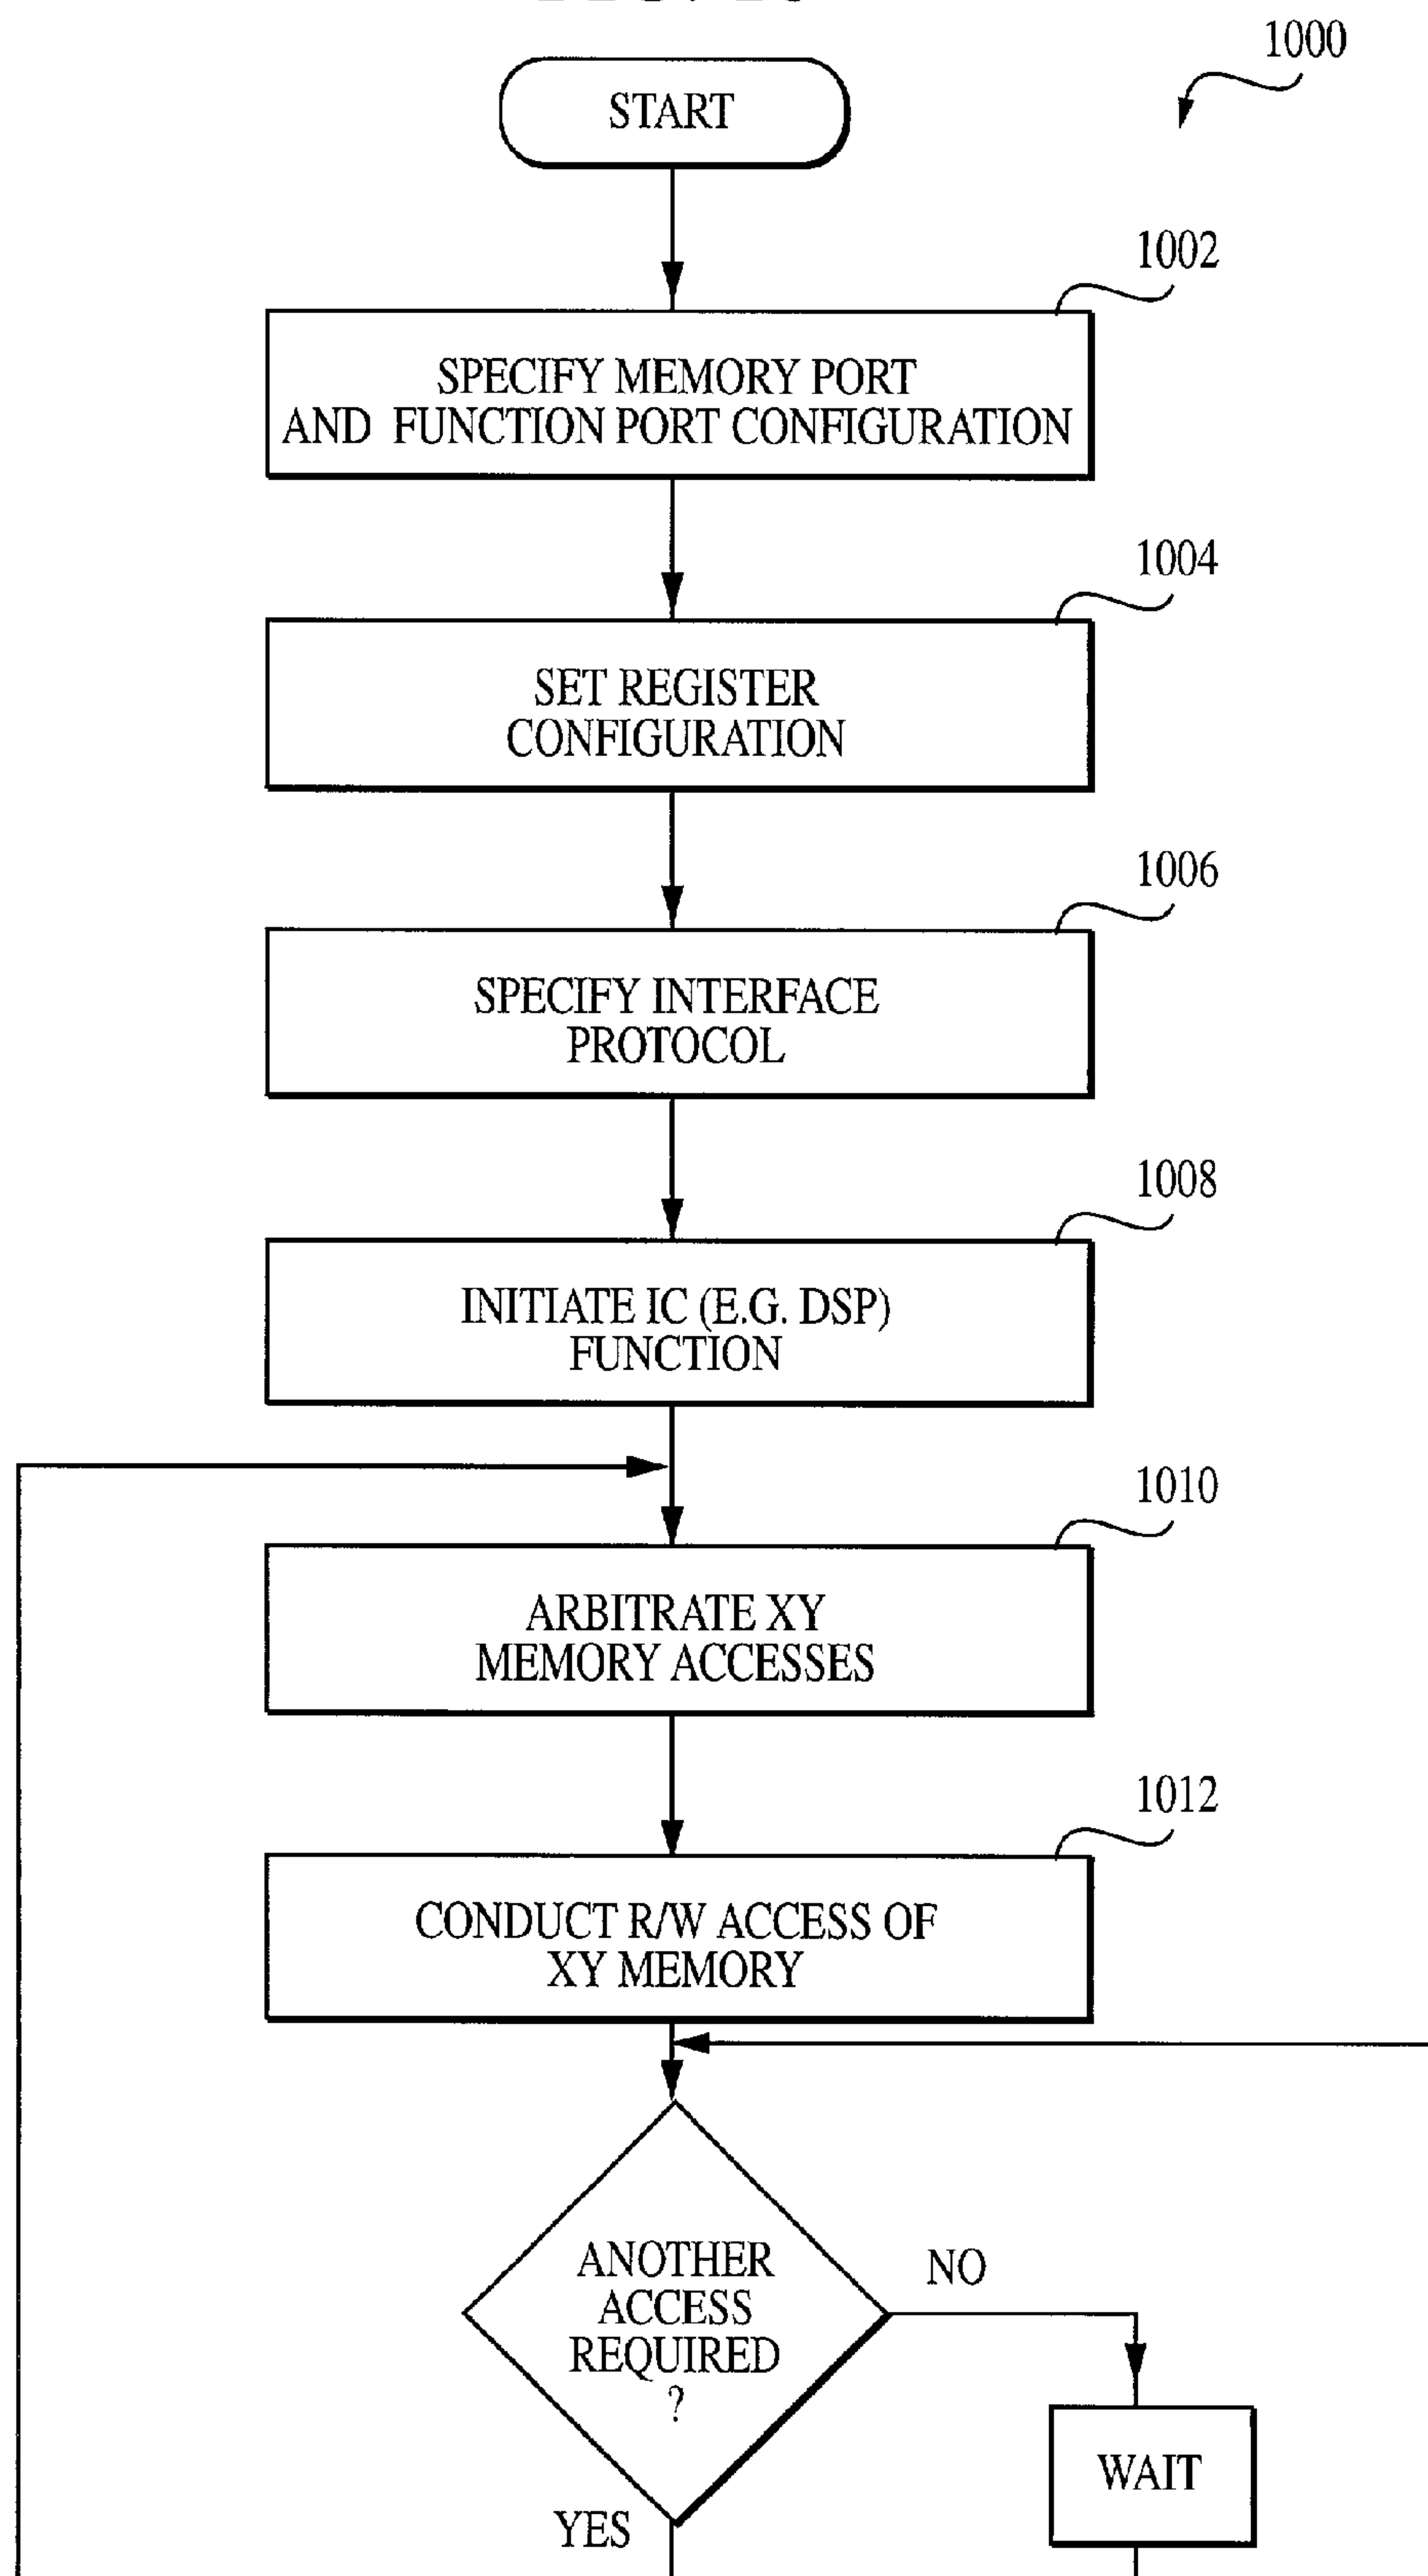 1000
START
1002
SPECIFY MEMORY PORT
AND FUNCTION PORT CONFIGURATION
1004
SET REGISTER
CONFIGURATION
1006
SPECIFY INTERFACE
PROTOCOL
1008
INITIATE IC (E.G. DSP)
FUNCTION
1010
ARBITRATE XY
MEMORY ACCESSES
1012
CONDUCT R/W ACCESS OF
XY MEMORY
ANOTHER
ACCESS
REQUIRED
?
NO
WAIT
YES